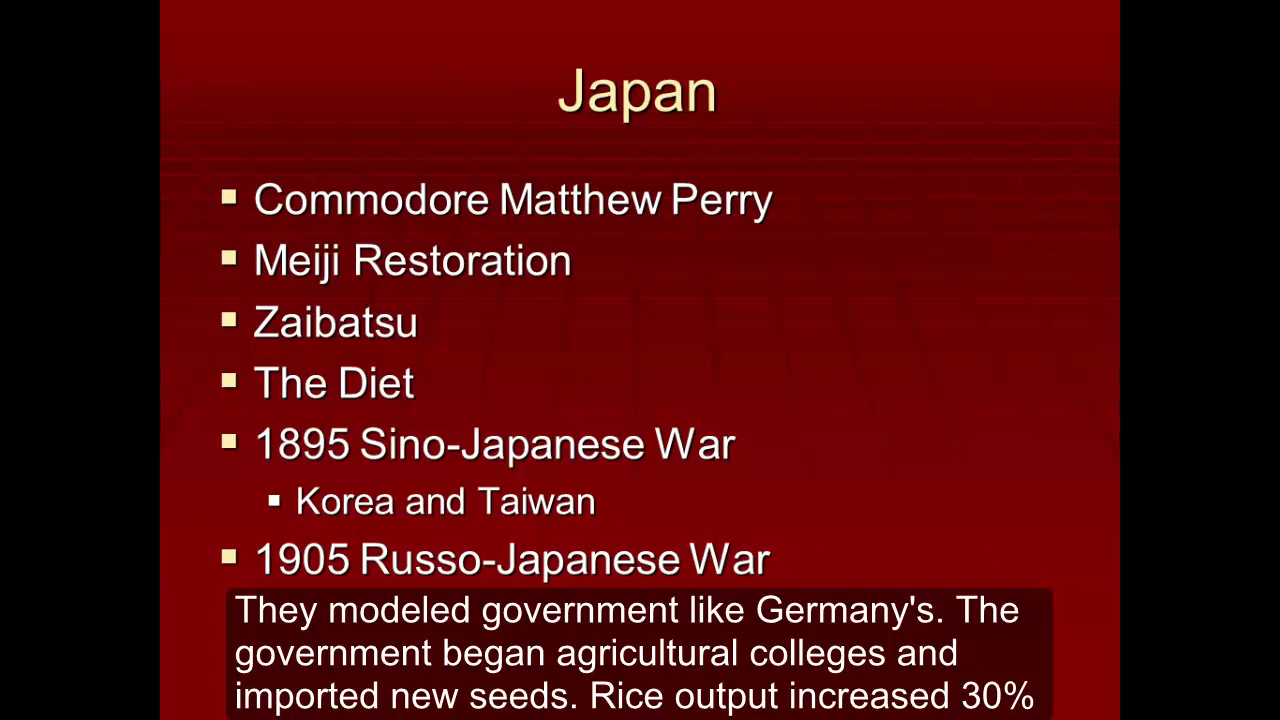 Japan
Commodore Matthew Perry
Meiji Restoration
Zaibatsu
The Diet
1895 Sino-Japanese War
Korea and Taiwan
1905 Russo-Japanese War
They modeled government like Germany's. The
government began agricultural colleges and
imported new seeds. Rice output increased 30%